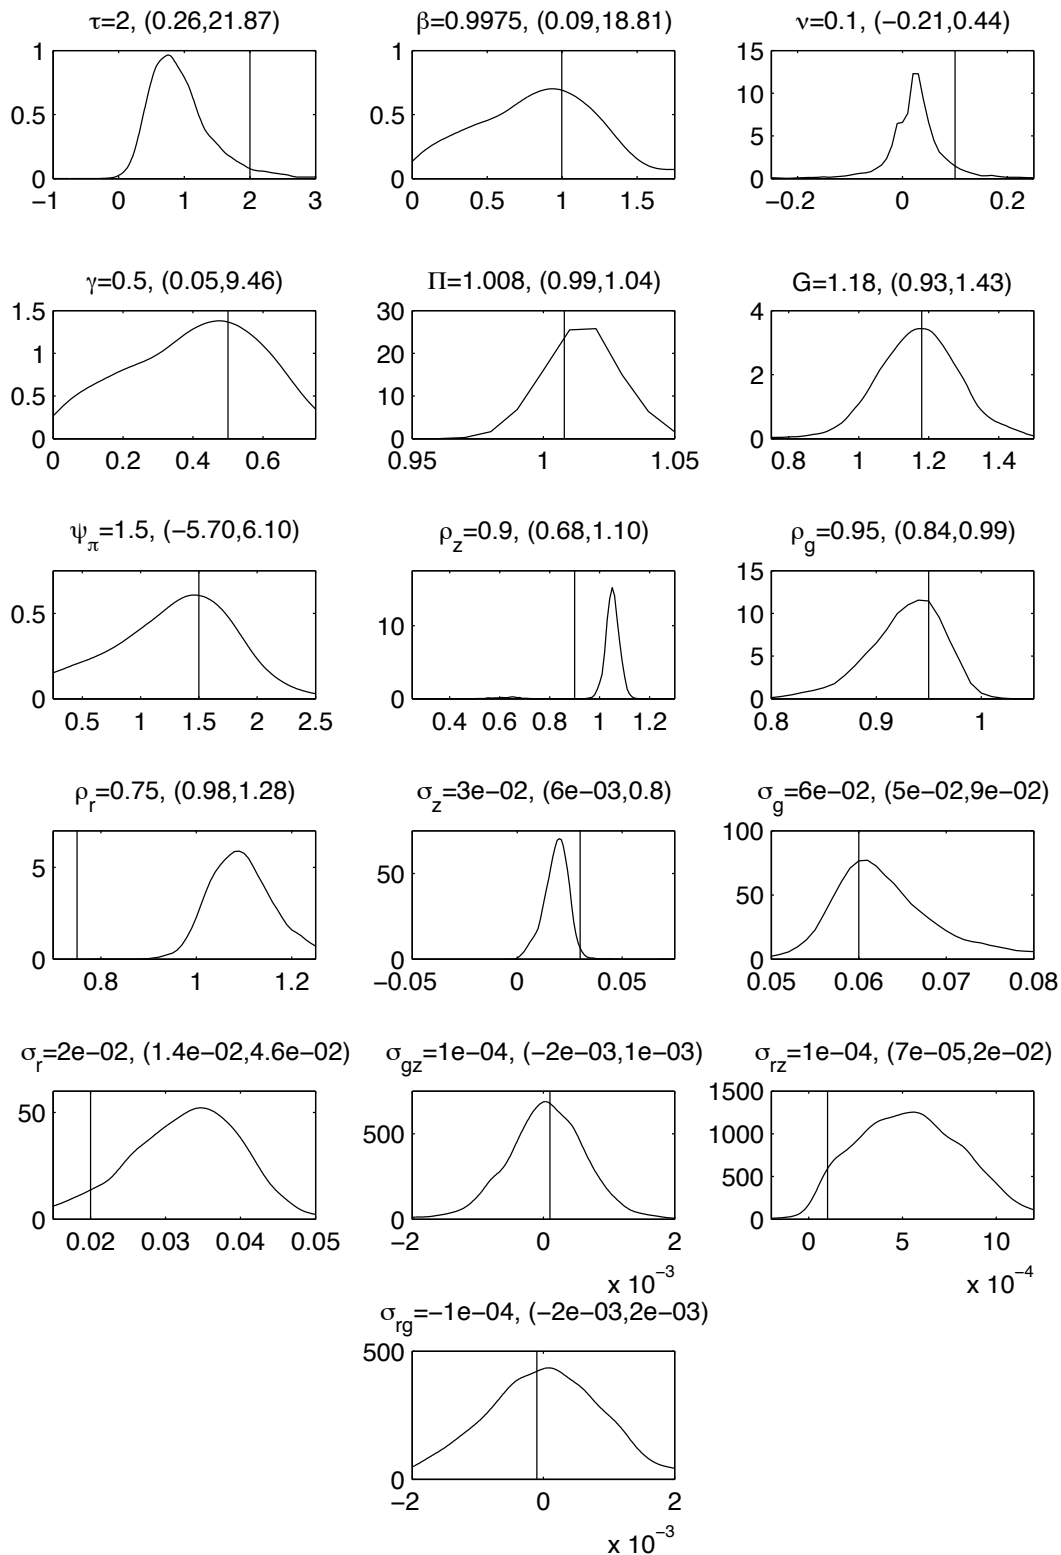 τ=2, (0.26,21.87)
β=0.9975, (0.09,18.81)
ν=0.1, (−0.21,0.44)
1
0.5
0
−1 0 1 2 3
1
0.5
0
0 0.5 1 1.5
15
10
5
0
−0.2 0 0.2
γ=0.5, (0.05,9.46)
Π=1.008, (0.99,1.04)
G=1.18, (0.93,1.43)
1.5
1
0.5
0
0 0.2 0.4 0.6
30
20
10
0
0.95 1 1.05
4
2
0
0.8 1 1.2 1.4
ψ_π=1.5, (−5.70,6.10)
ρ_z=0.9, (0.68,1.10)
ρ_g=0.95, (0.84,0.99)
0.5
0
0.5 1 1.5 2 2.5
10
0
0.4 0.6 0.8 1 1.2
15
10
5
0
0.8 0.9 1
ρ_r=0.75, (0.98,1.28)
σ_z=3e−02, (6e−03,0.8)
σ_g=6e−02, (5e−02,9e−02)
5
0
0.8 1 1.2
50
0
−0.05 0 0.05
100
50
0
0.05 0.06 0.07 0.08
σ_r=2e−02, (1.4e−02,4.6e−02)
σ_gz=1e−04, (−2e−03,1e−03)
σ_rz=1e−04, (7e−05,2e−02)
50
0
0.02 0.03 0.04 0.05
500
0
−2 0 2
x 10^−3
1500
1000
500
0
0 5 10
x 10^−4
σ_rg=−1e−04, (−2e−03,2e−03)
500
0
−2 0 2
x 10^−3